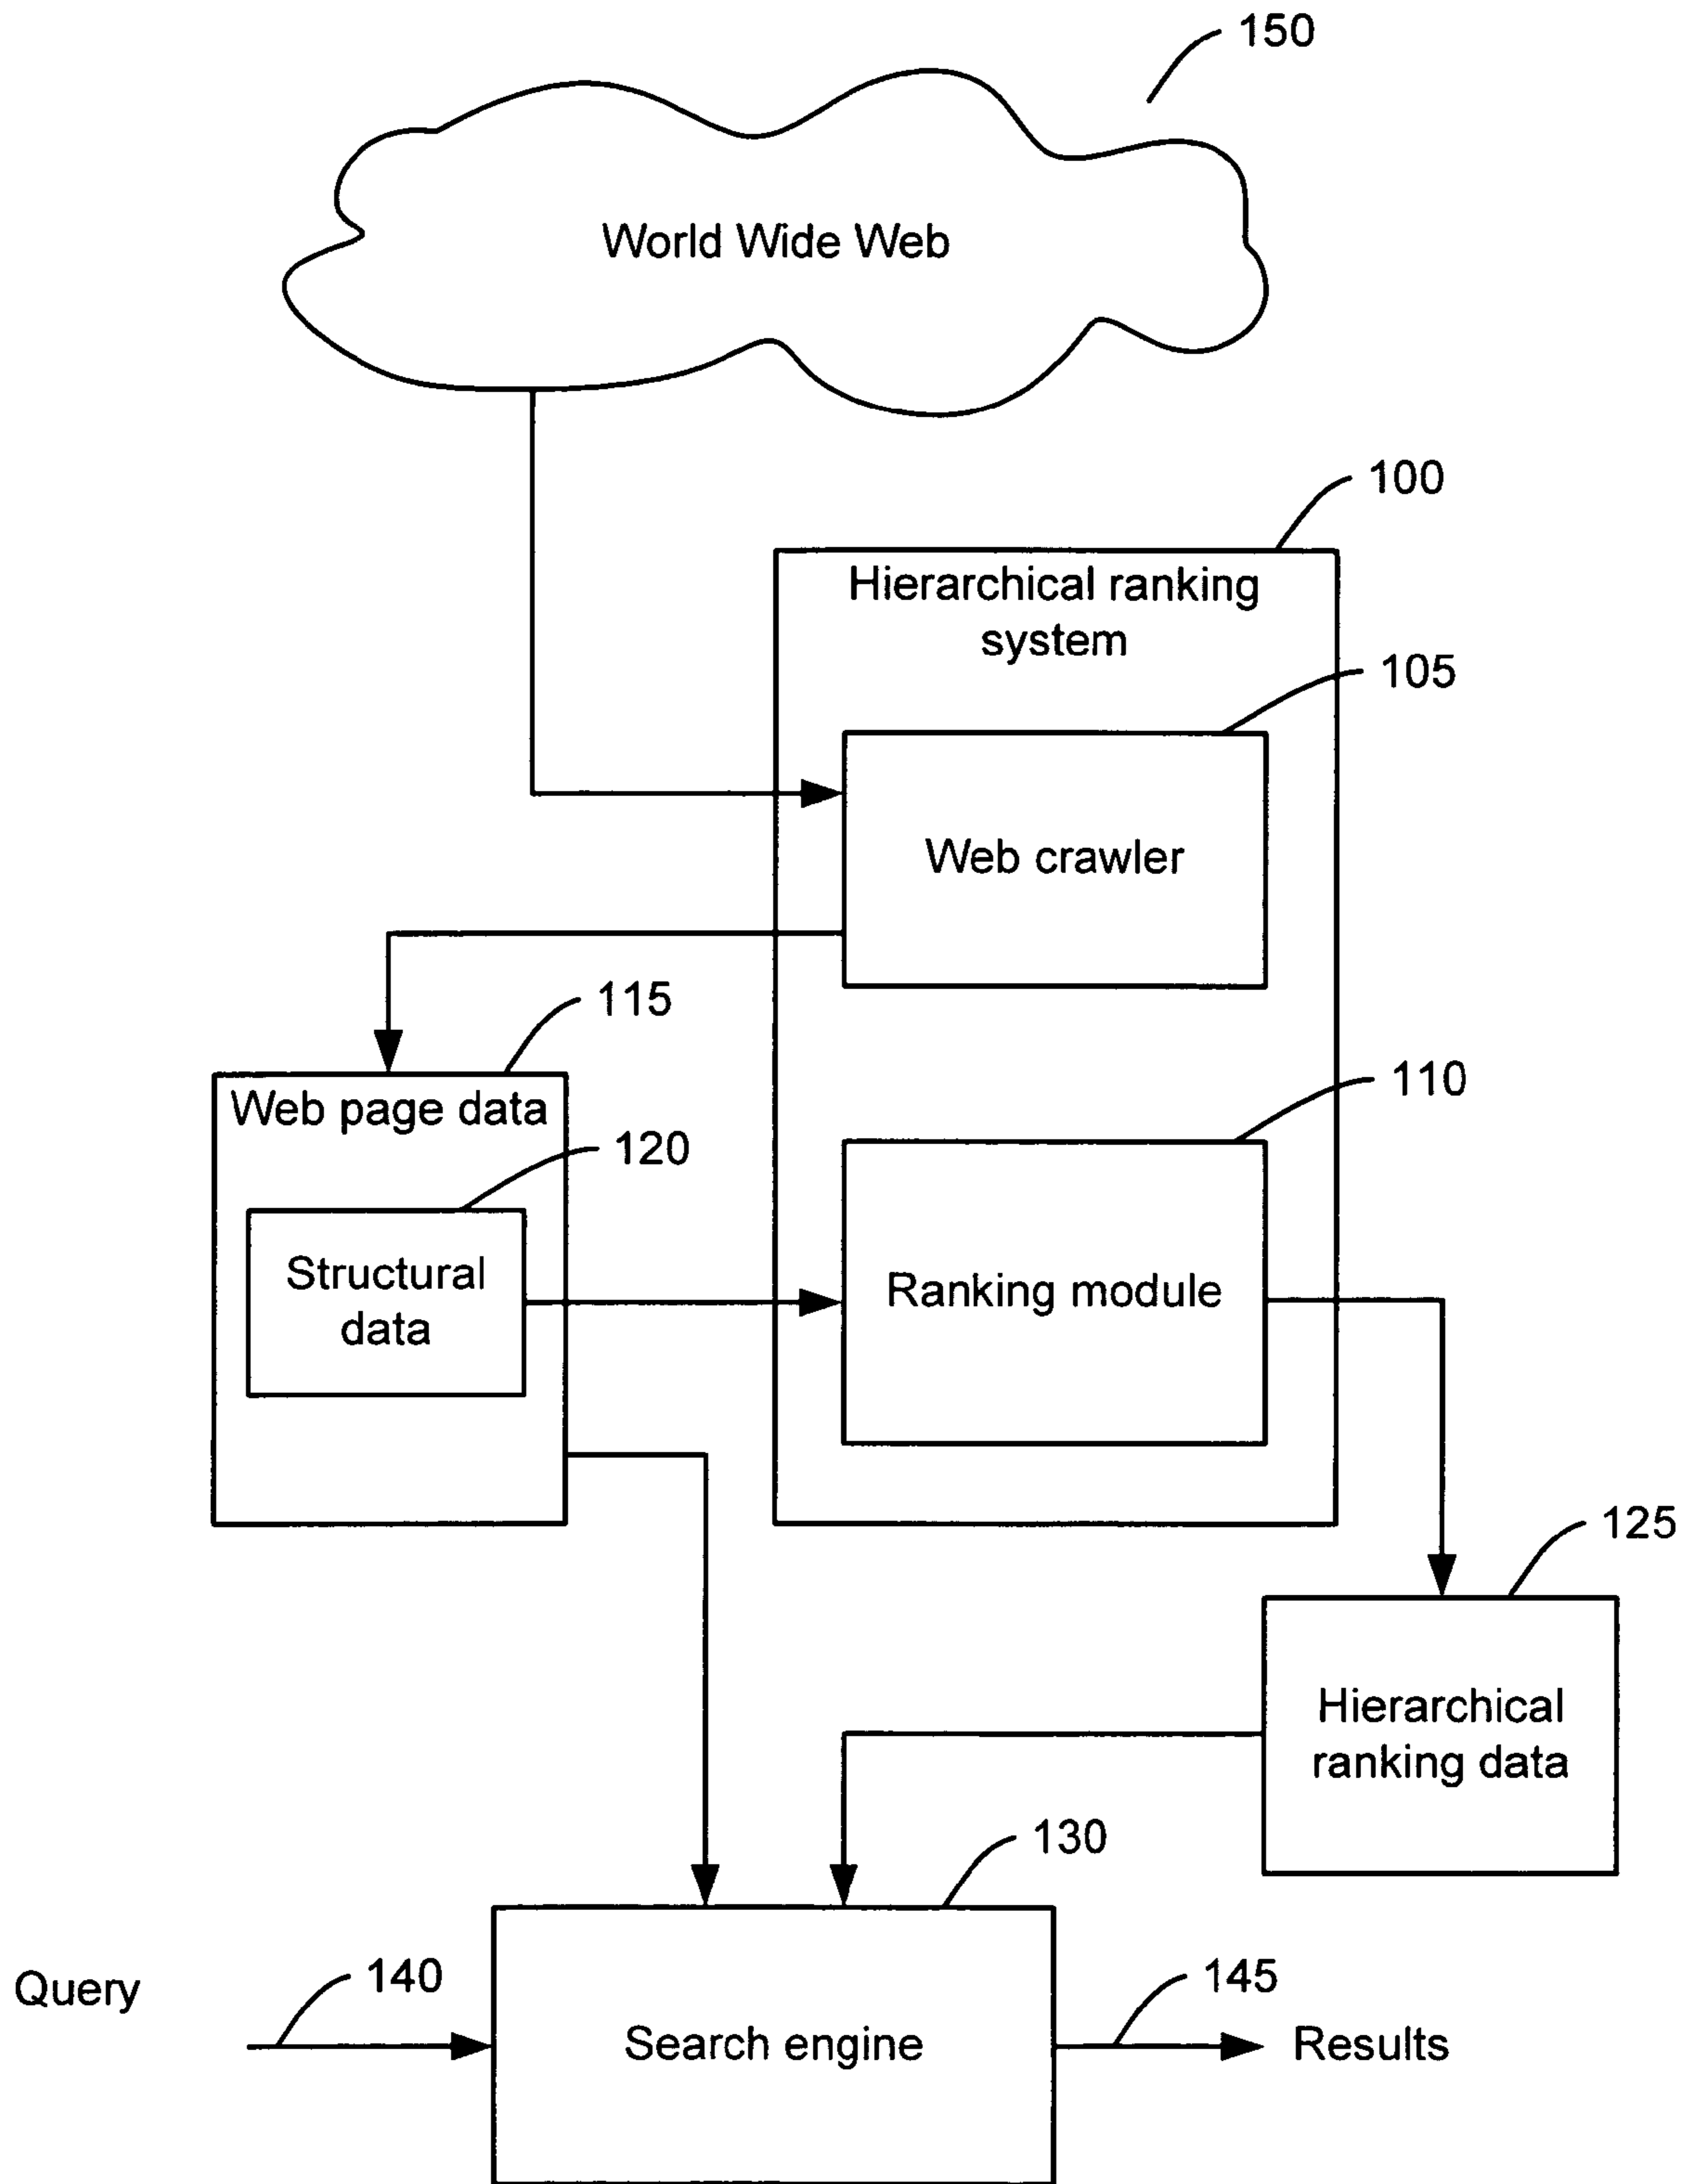 150
World Wide Web
100
Hierarchical ranking
system
105
Web crawler
115
Web page data
110
120
Structural
data
Ranking module
125
Hierarchical
ranking data
130
Query
140
145
Search engine
Results